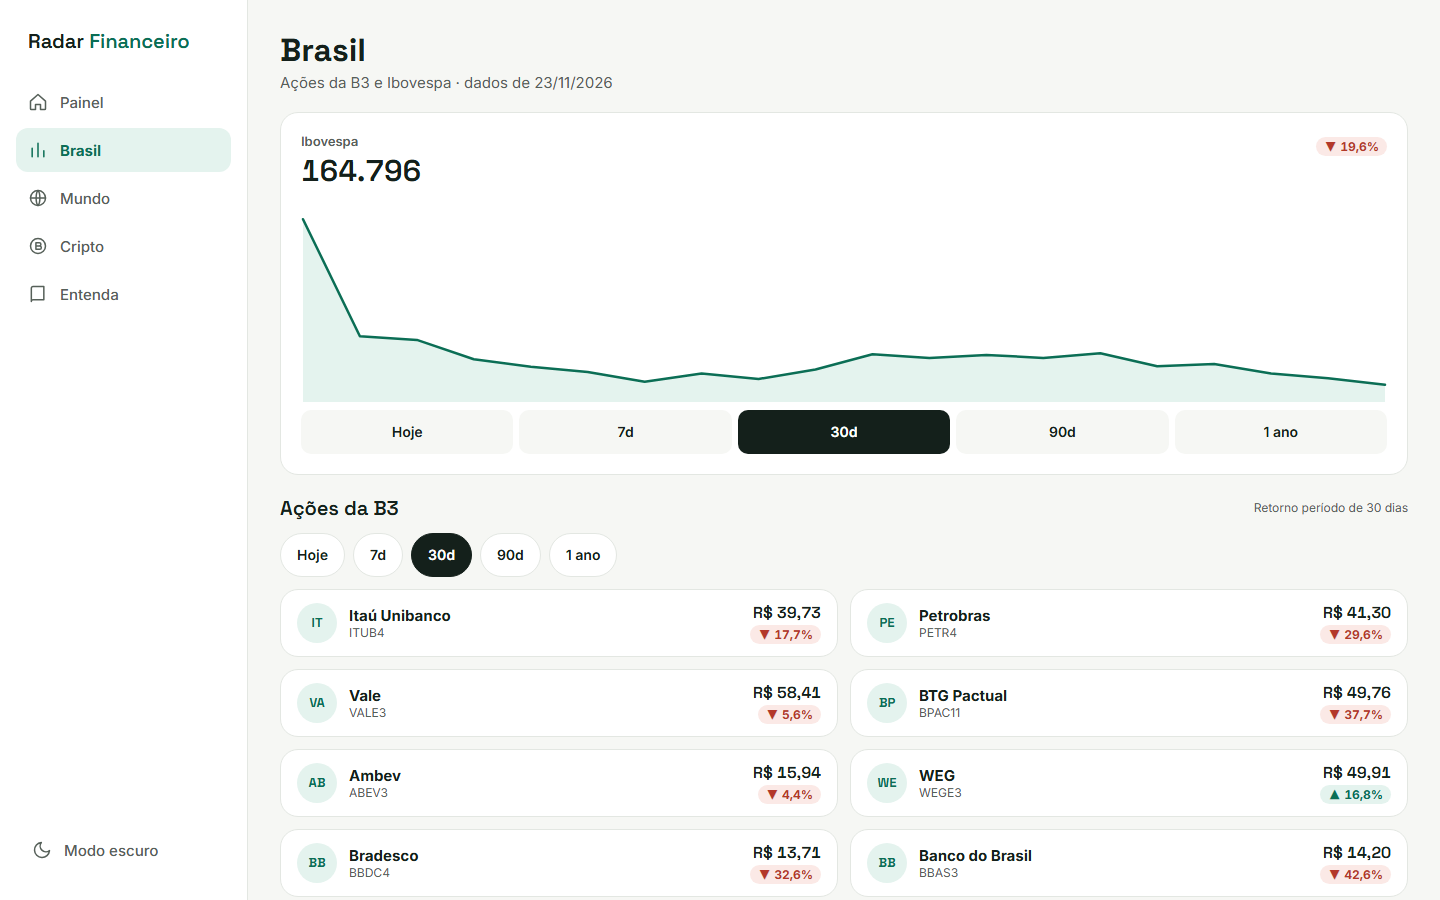 Radar Financeiro
Painel
Brasil
Mundo
Cripto
Entenda
Modo escuro
Brasil
Ações da B3 e Ibovespa · dados de 23/11/2026
Ibovespa
▼ 19,6%
164.796
Hoje 7d 30d 90d 1 ano
Ações da B3
Retorno período de 30 dias
Hoje 7d 30d 90d 1 ano
IT Itaú Unibanco R$ 39,73
ITUB4 ▼ 17,7%
PE Petrobras R$ 41,30
PETR4 ▼ 29,6%
VA Vale R$ 58,41
VALE3 ▼ 5,6%
BP BTG Pactual R$ 49,76
BPAC11 ▼ 37,7%
AB Ambev R$ 15,94
ABEV3 ▼ 4,4%
WE WEG R$ 49,91
WEGE3 ▲ 16,8%
BB Bradesco R$ 13,71
BBDC4 ▼ 32,6%
BB Banco do Brasil R$ 14,20
BBAS3 ▼ 42,6%